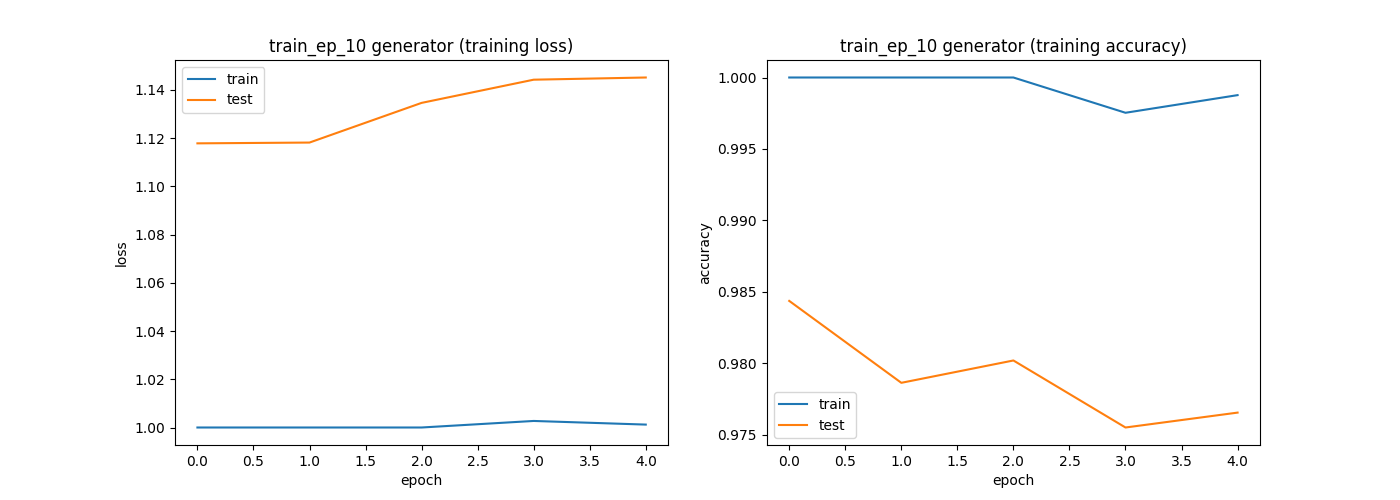 train_ep_10 generator (training loss)
train
test
1.14
1.12
1.10
1.08
1.06
1.04
1.02
1.00
loss
0.0 0.5 1.0 1.5 2.0 2.5 3.0 3.5 4.0
epoch
train_ep_10 generator (training accuracy)
1.000
0.995
0.990
0.985
0.980
0.975
accuracy
train
test
0.0 0.5 1.0 1.5 2.0 2.5 3.0 3.5 4.0
epoch